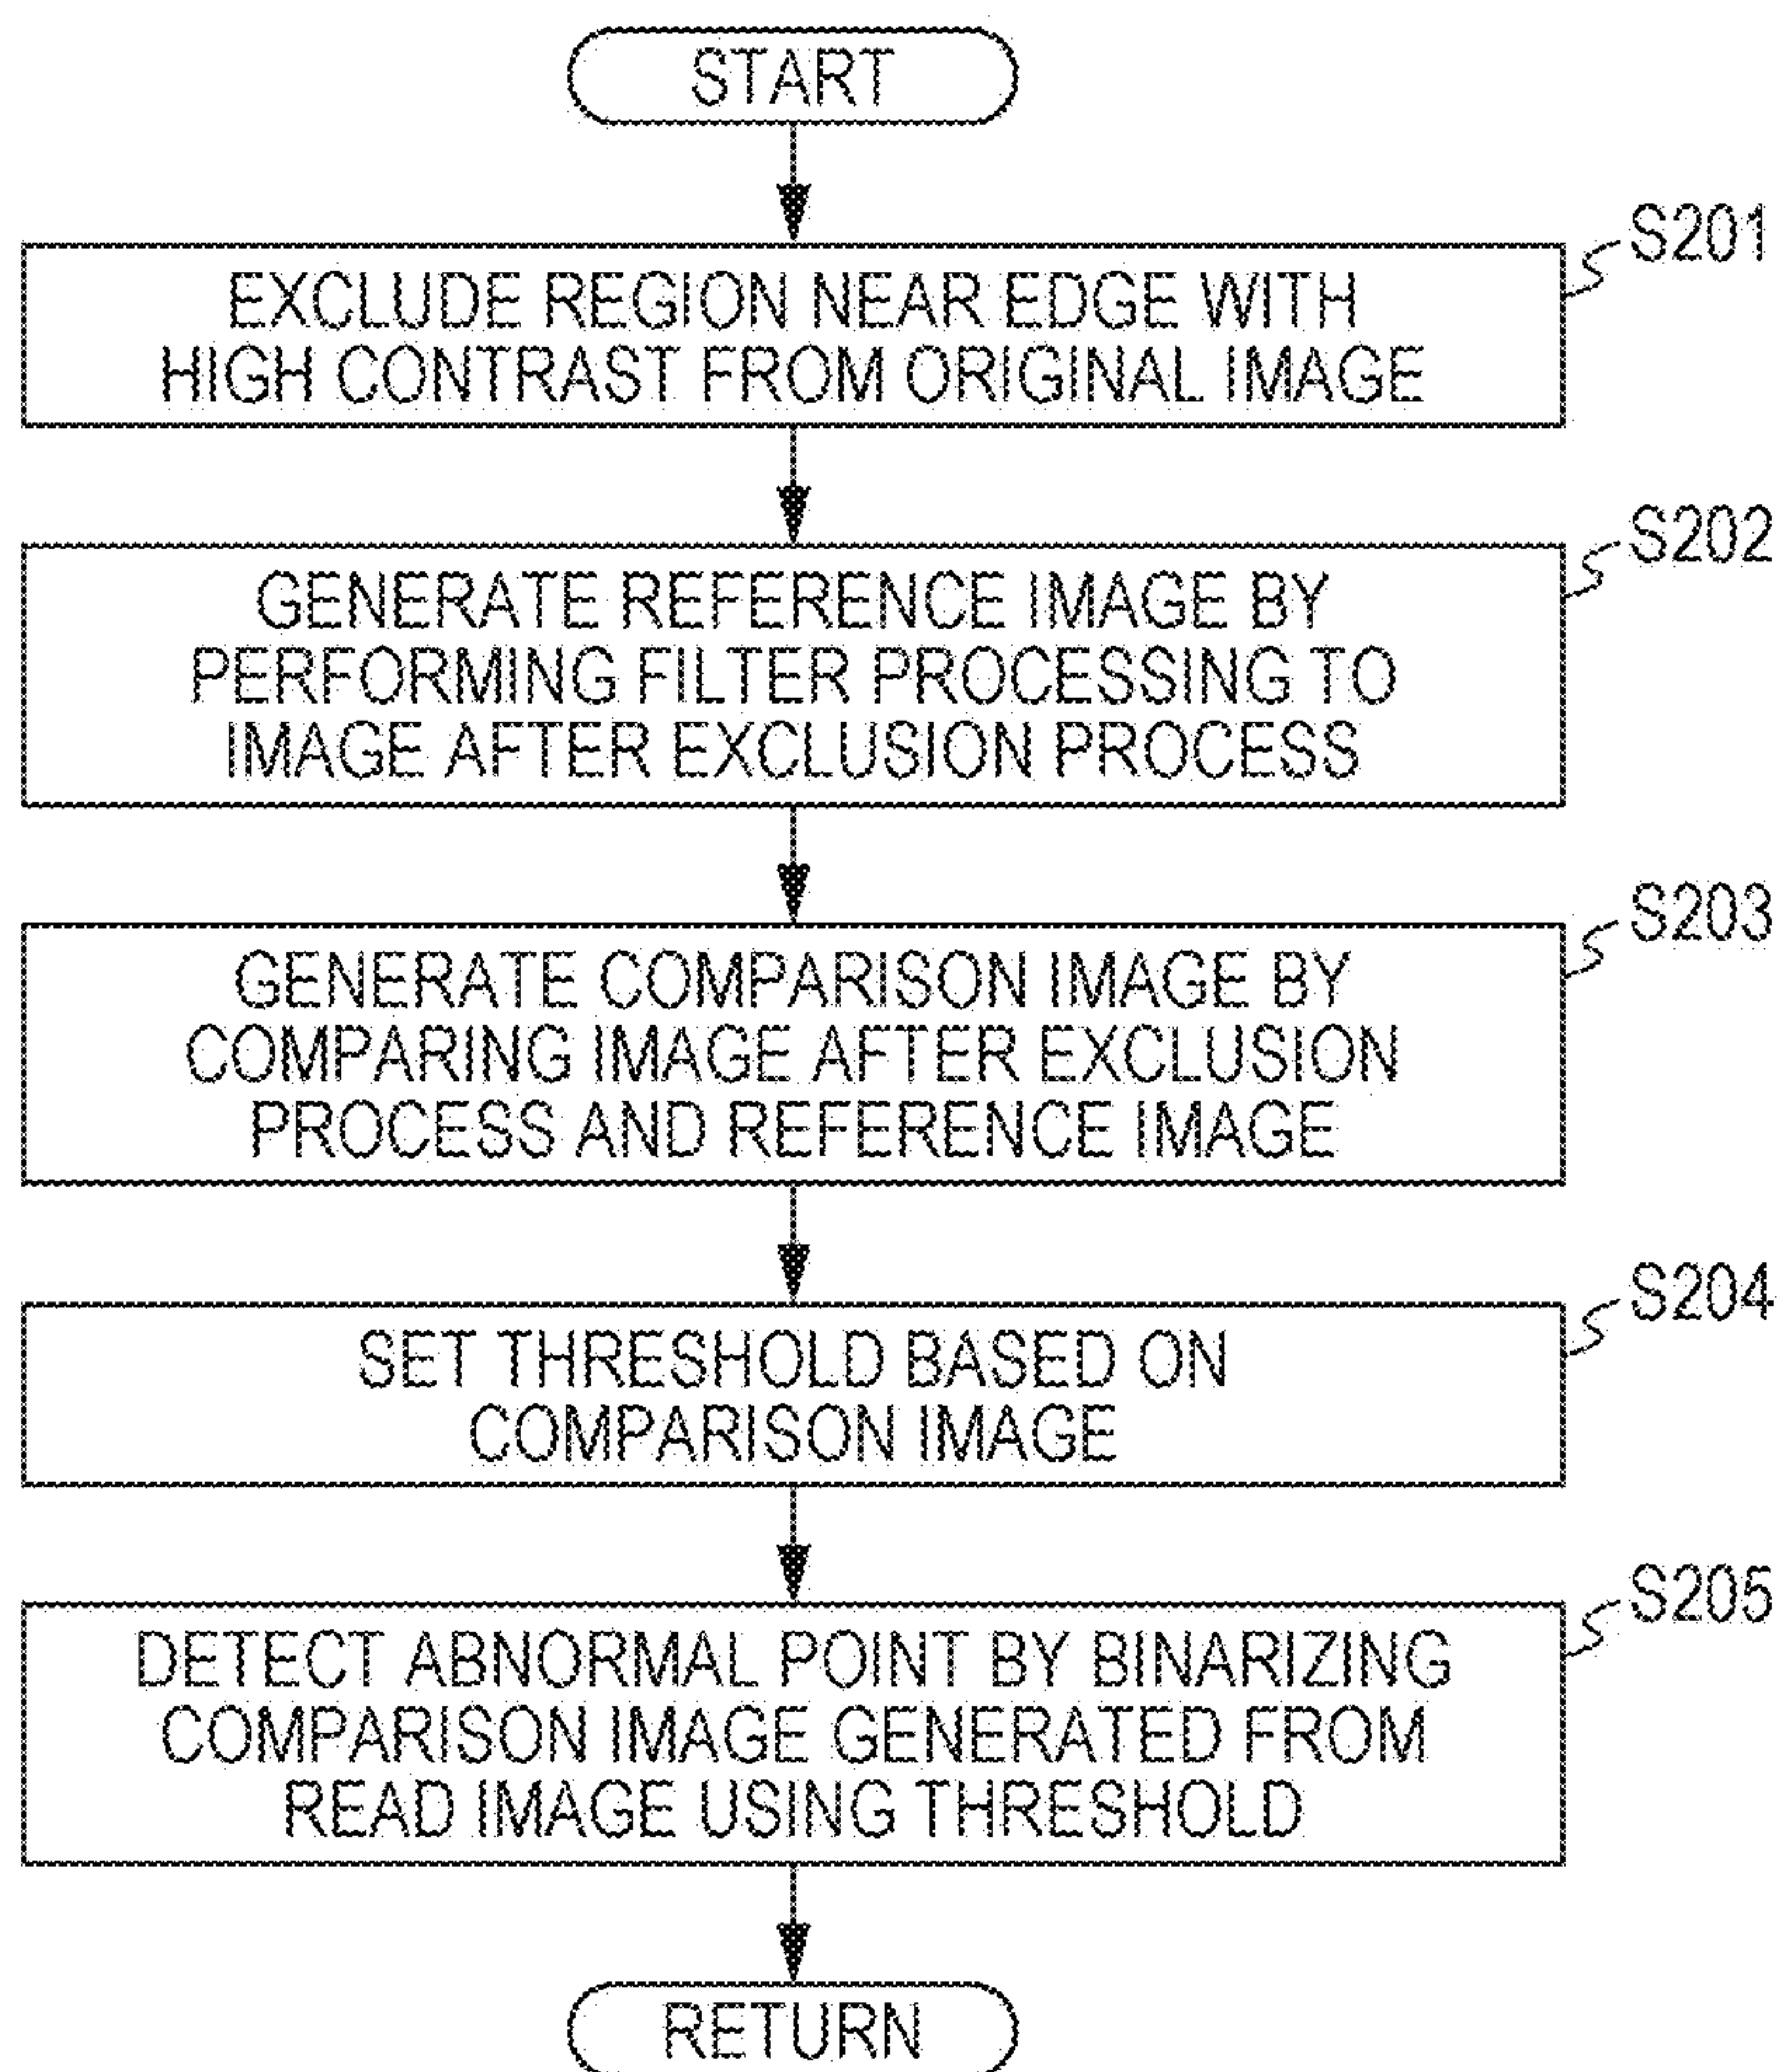 START
S201
EXCLUDE REGION NEAR EDGE WITH
HIGH CONTRAST FROM ORIGINAL IMAGE
S202
GENERATE REFERENCE IMAGE BY
PERFORMING FILTER PROCESSING TO
IMAGE AFTER EXCLUSION PROCESS
S203
GENERATE COMPARISON IMAGE BY
COMPARING IMAGE AFTER EXCLUSION
PROCESS AND REFERENCE IMAGE
S204
SET THRESHOLD BASED ON
COMPARISON IMAGE
S205
DETECT ABNORMAL POINT BY BINARIZING
COMPARISON IMAGE GENERATED FROM
READ IMAGE USING THRESHOLD
RETURN